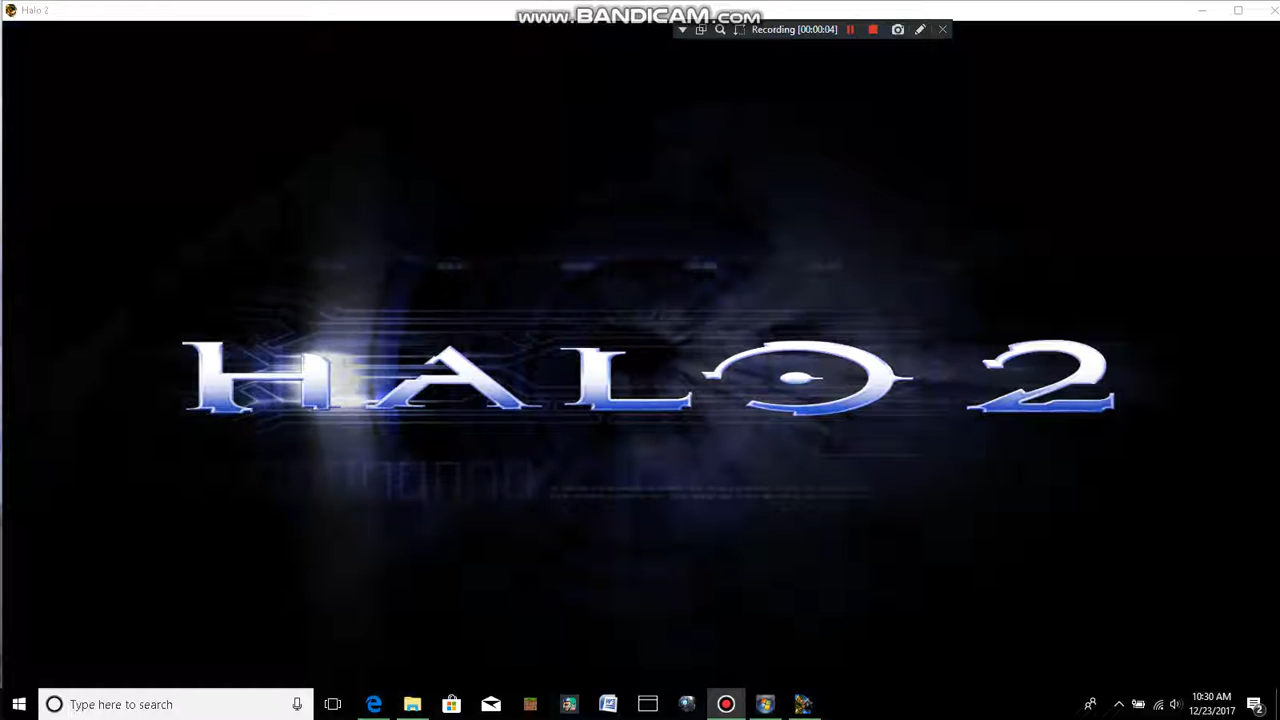 Halo 2
www.BANDICAM.com
Recording [00:00:04]
HALO 2
Type here to search
10:30 AM
12/23/2017
2